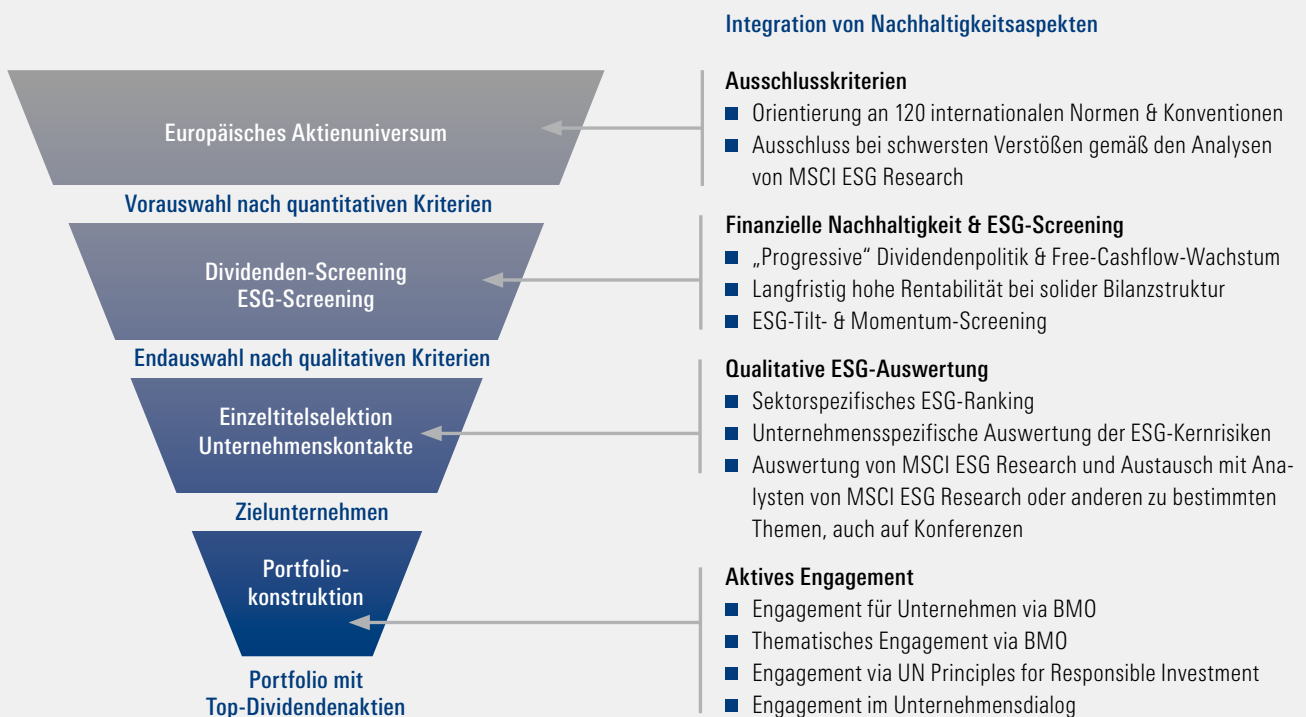 Integration von Nachhaltigkeitsaspekten
Europäisches Aktienuniversum
Vorauswahl nach quantitativen Kriterien
Dividenden-Screening
ESG-Screening
Endauswahl nach qualitativen Kriterien
Einzeltitelselektion
Unternehmenskontakte
Zielunternehmen
Portfolio-
konstruktion
Portfolio mit
Top-Dividendenaktien
Ausschlusskriterien
■ Orientierung an 120 internationalen Normen & Konventionen
■ Ausschluss bei schwersten Verstößen gemäß den Analysen
von MSCI ESG Research
Finanzielle Nachhaltigkeit & ESG-Screening
■ „Progressive“ Dividendenpolitik & Free-Cashflow-Wachstum
■ Langfristig hohe Rentabilität bei solider Bilanzstruktur
■ ESG-Tilt- & Momentum-Screening
Qualitative ESG-Auswertung
■ Sektorspezifisches ESG-Ranking
■ Unternehmensspezifische Auswertung der ESG-Kernrisiken
■ Auswertung von MSCI ESG Research und Austausch mit Ana-
lysten von MSCI ESG Research oder anderen zu bestimmten
Themen, auch auf Konferenzen
Aktives Engagement
■ Engagement für Unternehmen via BMO
■ Thematisches Engagement via BMO
■ Engagement via UN Principles for Responsible Investment
■ Engagement im Unternehmensdialog